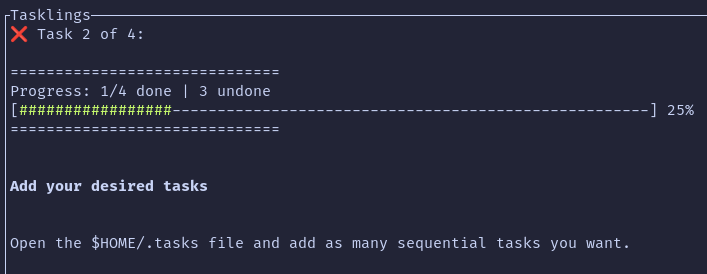 Tasklings
❌ Task 2 of 4:
==============================
Progress: 1/4 done | 3 undone
[#################-----------------------------------------------------] 25%
==============================
Add your desired tasks
Open the $HOME/.tasks file and add as many sequential tasks you want.